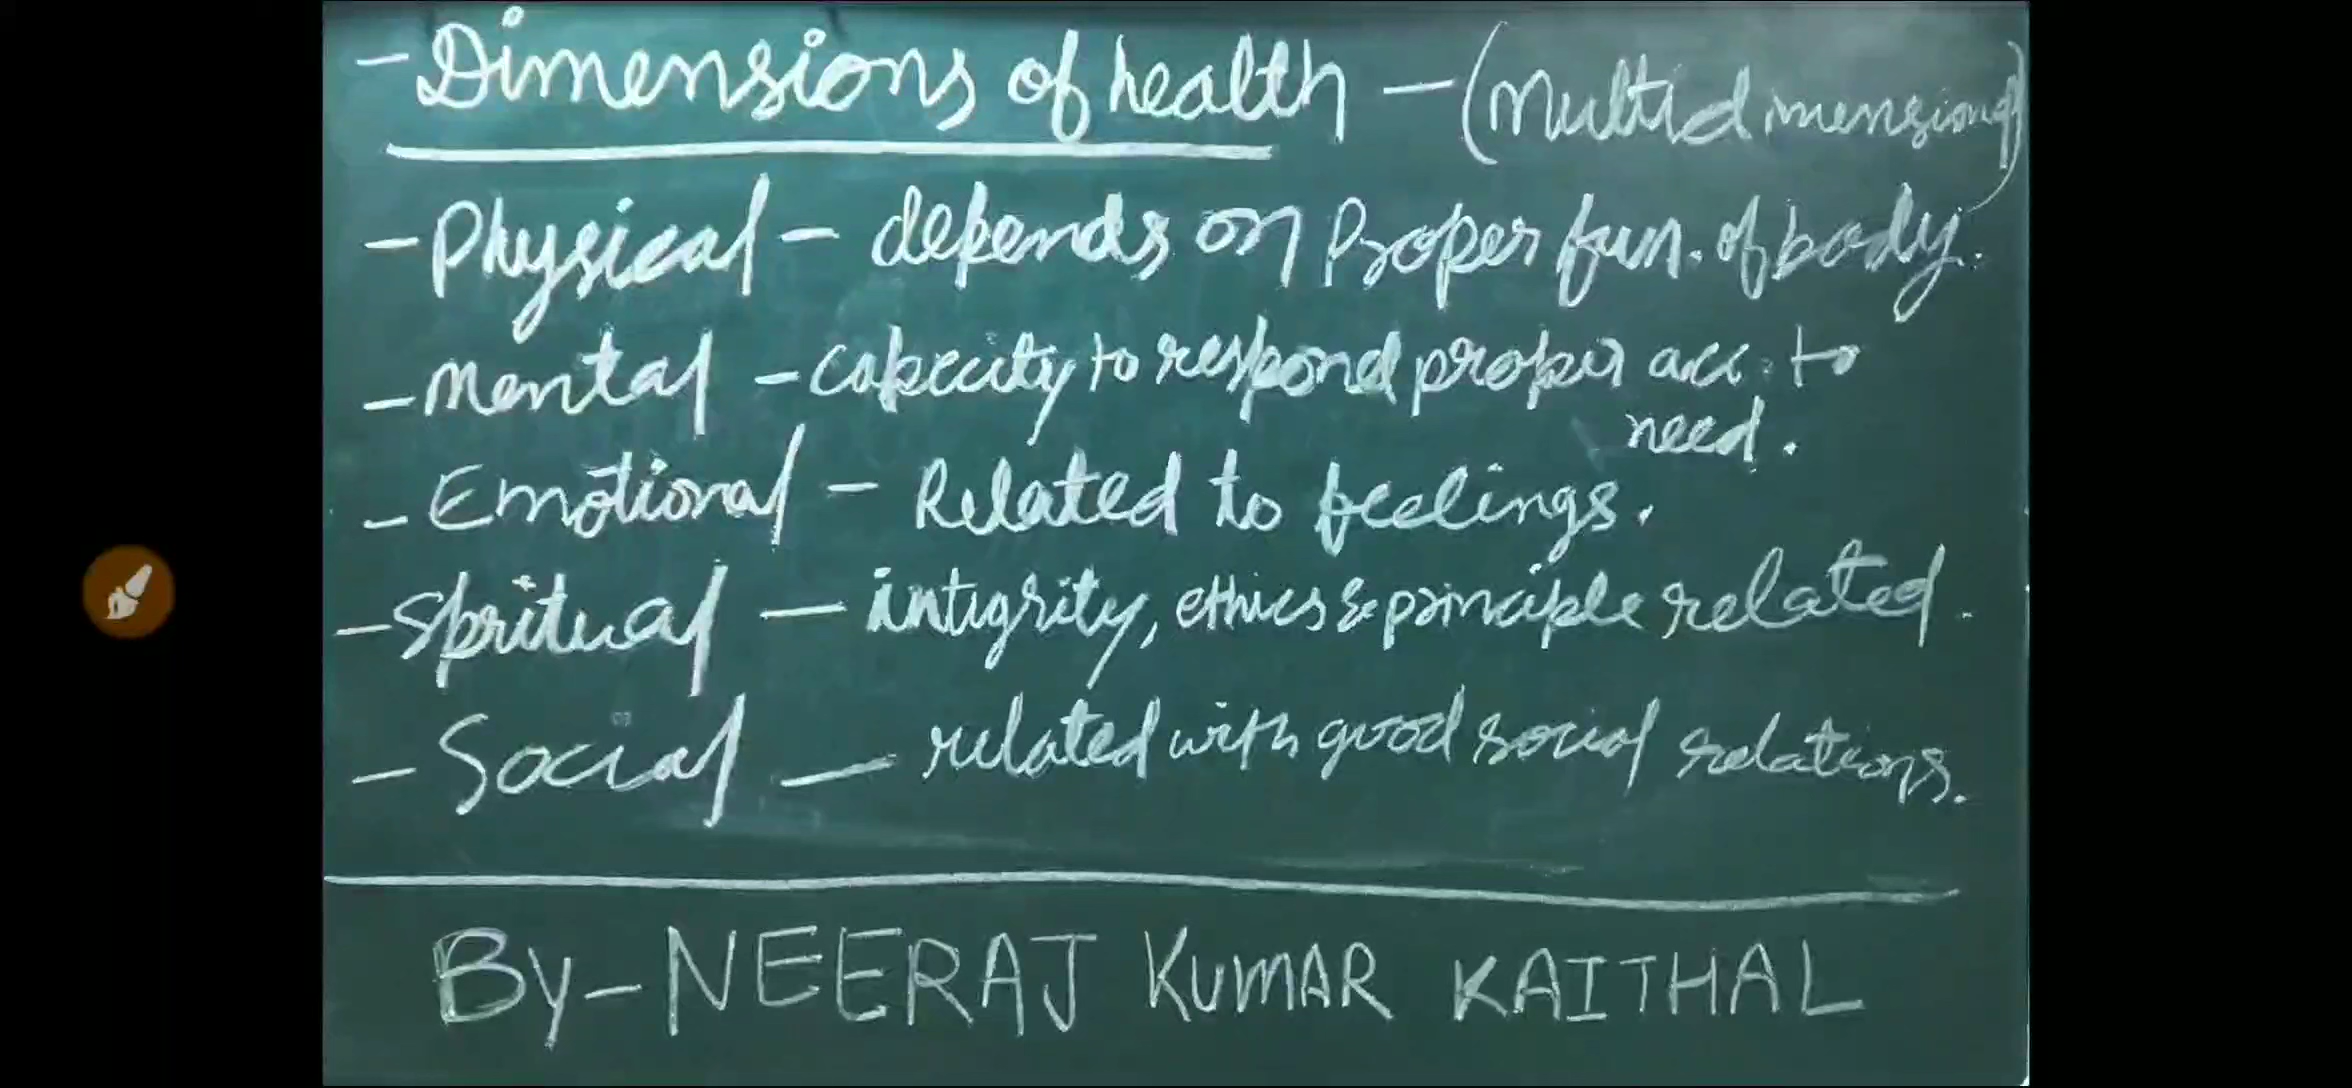 - Dimensions of health - (Multidimensional)
- Physical - depends on Proper fun. of body.
- Mental - capecity to respond proper acc. to
need.
- Emotional - Related to feelings.
- Spritual - intigrity, ethics & principle related.
- Social - related with good social relations.
By - NEERAJ KUMAR KAITHAL